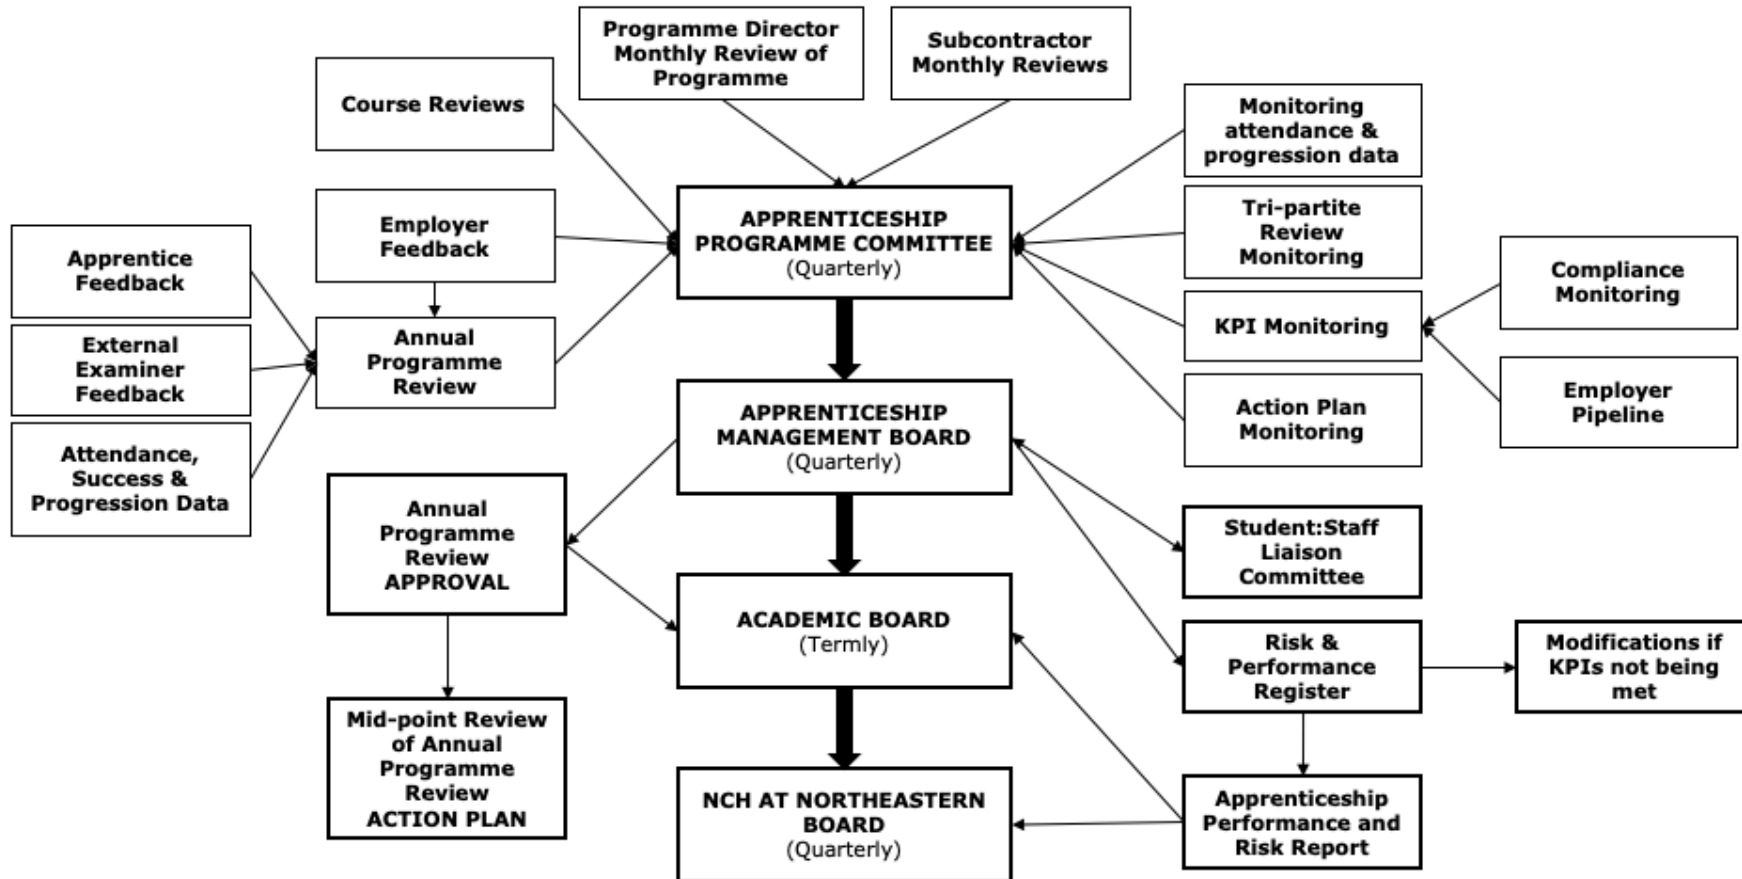 Programme Director
Monthly Review of
Programme
Subcontractor
Monthly Reviews
Course Reviews
Monitoring
attendance &
progression data
Employer
Feedback
APPRENTICESHIP
PROGRAMME COMMITTEE
(Quarterly)
Tri-partite
Review
Monitoring
Apprentice
Feedback
Compliance
Monitoring
Annual
Programme
Review
KPI Monitoring
External
Examiner
Feedback
APPRENTICESHIP
MANAGEMENT BOARD
(Quarterly)
Action Plan
Monitoring
Employer
Pipeline
Attendance,
Success &
Progression Data
Annual
Programme
Review
APPROVAL
Student:Staff
Liaison
Committee
ACADEMIC BOARD
(Termly)
Risk &
Performance
Register
Modifications if
KPIs not being
met
Mid-point Review
of Annual
Programme
Review
ACTION PLAN
NCH AT NORTHEASTERN
BOARD
(Quarterly)
Apprenticeship
Performance and
Risk Report